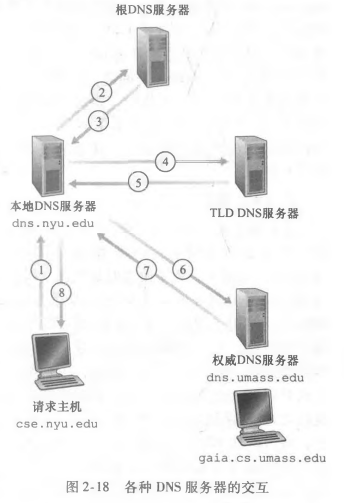 根DNS服务器
2
3
4
5
本地DNS服务器
dns.nyu.edu
TLD DNS服务器
1
8
7
6
权威DNS服务器
dns.umass.edu
请求主机
cse.nyu.edu
gaia.cs.umass.edu
图 2-18 各种 DNS 服务器的交互